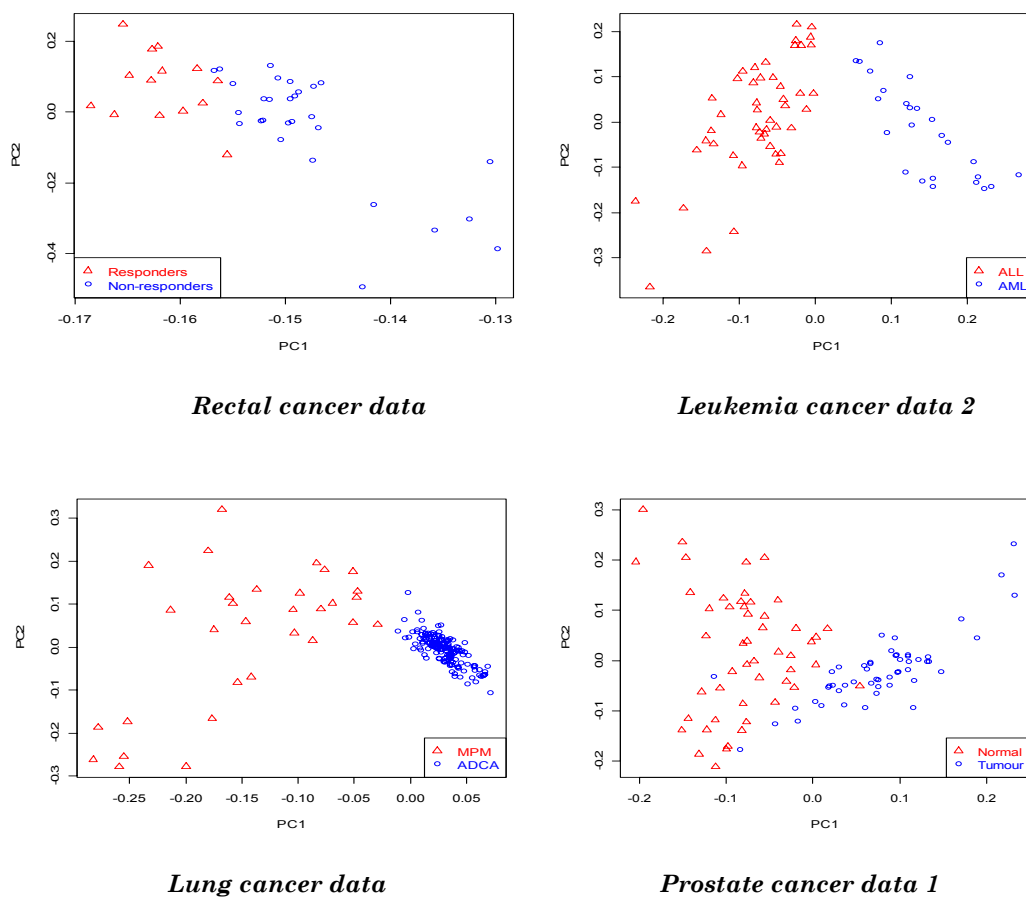 PC2
0.2
0.0
-0.2
-0.4
Responders
Non-responders
-0.17
-0.16
-0.15
-0.14
-0.13
PC1
Rectal cancer data
PC2
0.2
0.1
0.0
-0.1
-0.2
-0.3
ALL
AML
-0.2
-0.1
0.0
0.1
0.2
PC1
Leukemia cancer data 2
PC2
0.3
0.2
0.1
0.0
-0.1
-0.2
-0.3
MPM
ADCA
-0.25
-0.20
-0.15
-0.10
-0.05
0.00
0.05
PC1
Lung cancer data
PC2
0.3
0.2
0.1
0.0
-0.1
-0.2
Normal
Tumour
-0.2
-0.1
0.0
0.1
0.2
PC1
Prostate cancer data 1